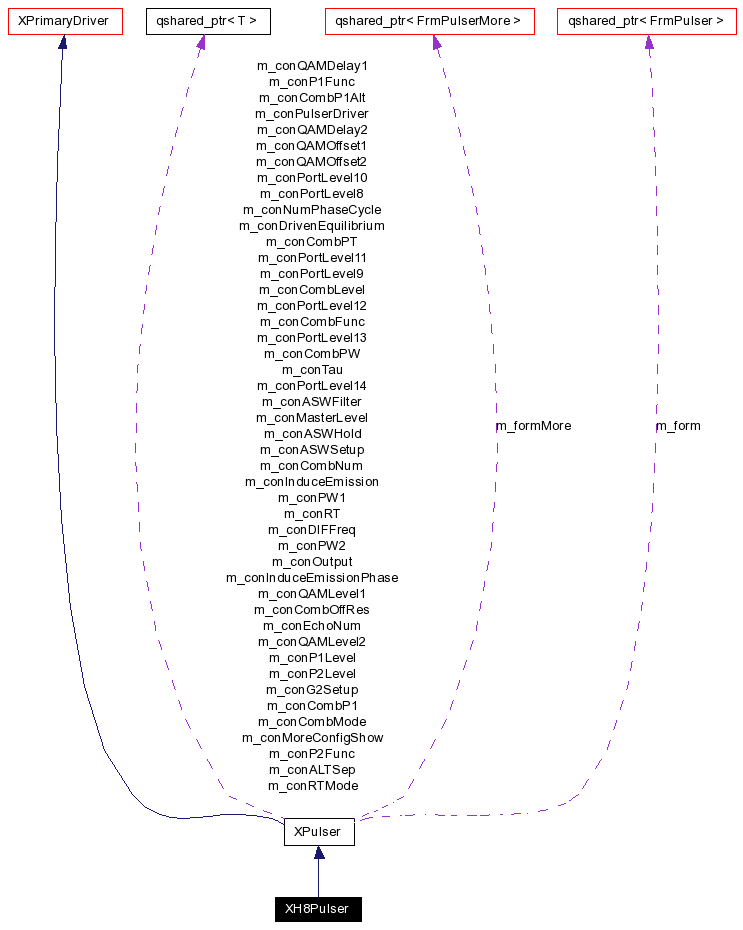 XPrimaryDriver
qshared_ptr< T >
qshared_ptr< FrmPulserMore >
qshared_ptr< FrmPulser >
m_conQAMDelay1
m_conP1Func
m_conCombP1Alt
m_conPulserDriver
m_conQAMDelay2
m_conQAMOffset1
m_conQAMOffset2
m_conPortLevel10
m_conPortLevel8
m_conNumPhaseCycle
m_conDrivenEquilibrium
m_conCombPT
m_conPortLevel11
m_conPortLevel9
m_conCombLevel
m_conPortLevel12
m_conCombFunc
m_conPortLevel13
m_conCombPW
m_conTau
m_conPortLevel14
m_conASWFilter
m_conMasterLevel
m_conASWHold
m_conASWSetup
m_conCombNum
m_conInduceEmission
m_conPW1
m_conRT
m_conDIFFreq
m_conPW2
m_conOutput
m_conInduceEmissionPhase
m_conQAMLevel1
m_conCombOffRes
m_conEchoNum
m_conQAMLevel2
m_conP1Level
m_conP2Level
m_conG2Setup
m_conCombP1
m_conCombMode
m_conMoreConfigShow
m_conP2Func
m_conALTSep
m_conRTMode
m_formMore
m_form
XPulser
XH8Pulser